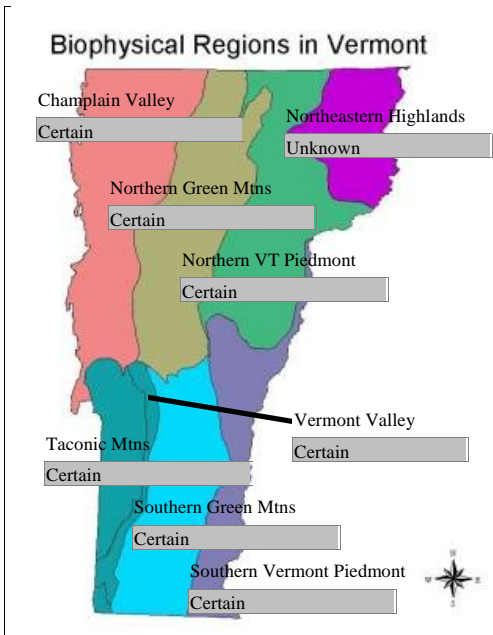 Biophysical Regions in Vermont
Champlain Valley
Certain
Northeastern Highlands
Unknown
Northern Green Mtns
Certain
Northern VT Piedmont
Certain
Vermont Valley
Certain
Taconic Mtns
Certain
Southern Green Mtns
Certain
Southern Vermont Piedmont
Certain
N
W E
S